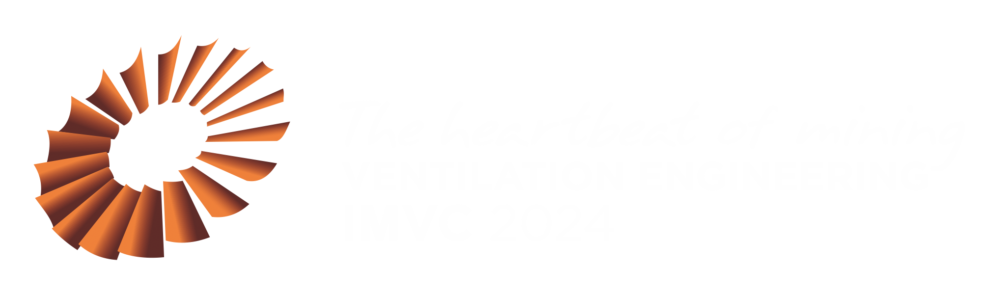 The heartbeat of mining
VENTILATION ENGINEERING
IMVC 2024